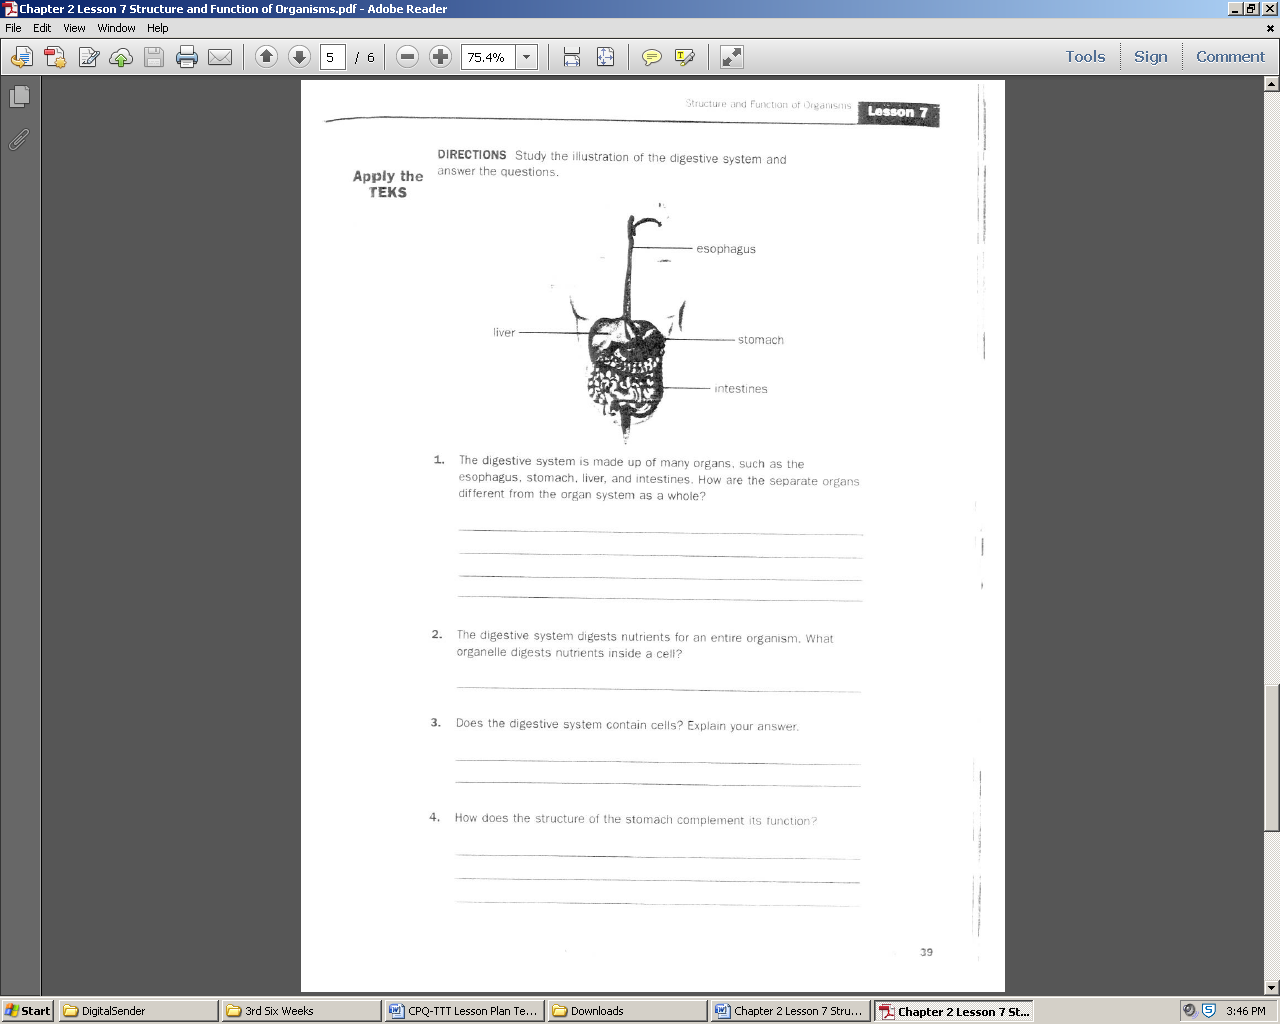 Chapter 2 Lesson 7 Structure and Function of Organisms.pdf - Adobe Reader
File Edit View Window Help
5 / 6 75.4% Tools Sign Comment
Structure and Function of Organisms Lesson 7
DIRECTIONS Study the illustration of the digestive system and
answer the questions.
Apply the
TEKS
esophagus
liver
stomach
intestines
1. The digestive system is made up of many organs, such as the
esophagus, stomach, liver, and intestines. How are the separate organs
different from the organ system as a whole?
2. The digestive system digests nutrients for an entire organism. What
organelle digests nutrients inside a cell?
3. Does the digestive system contain cells? Explain your answer.
4. How does the structure of the stomach complement its function?
39
Start DigitalSender 3rd Six Weeks CPQ-TTT Lesson Plan Te... Downloads Chapter 2 Lesson 7 Stru... Chapter 2 Lesson 7 St... 3:46 PM